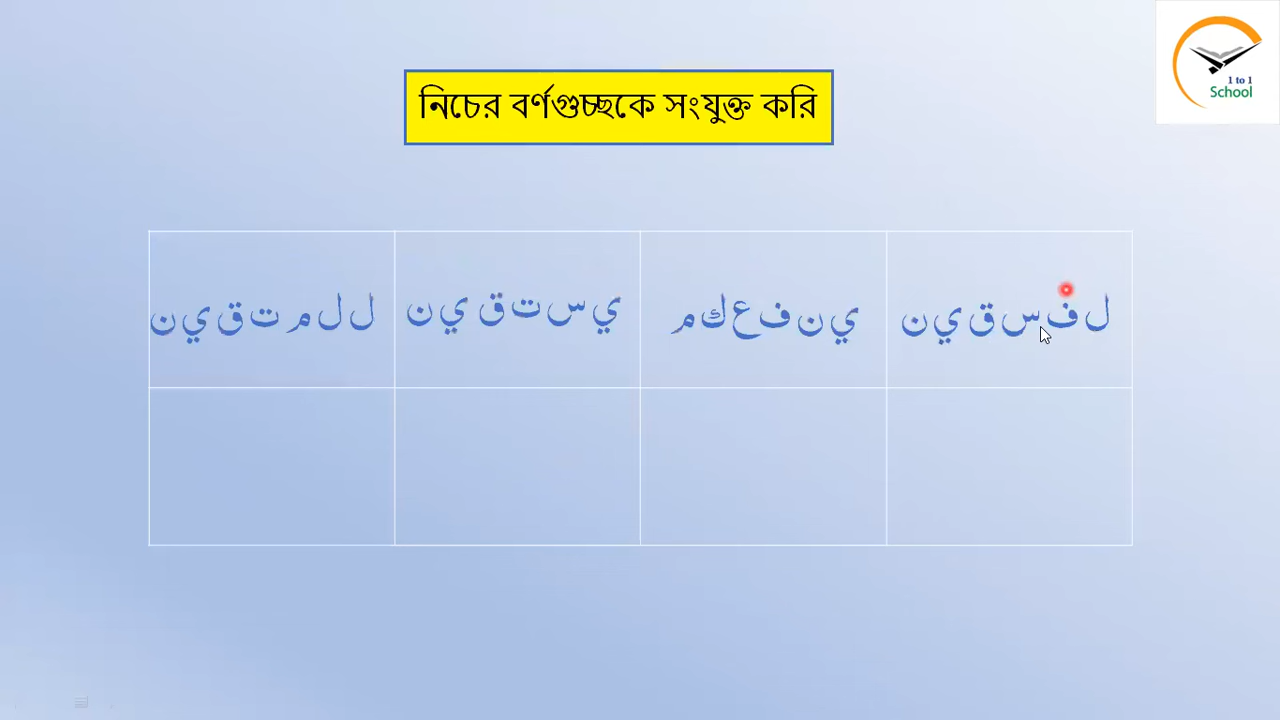 1 to 1
School
নিচের বর্ণগুচ্ছকে সংযুক্ত করি
ل ف س ق ي ن
ي ن ف ع ك م
ي س ت ق ي ن
ل ل م ت ق ي ن